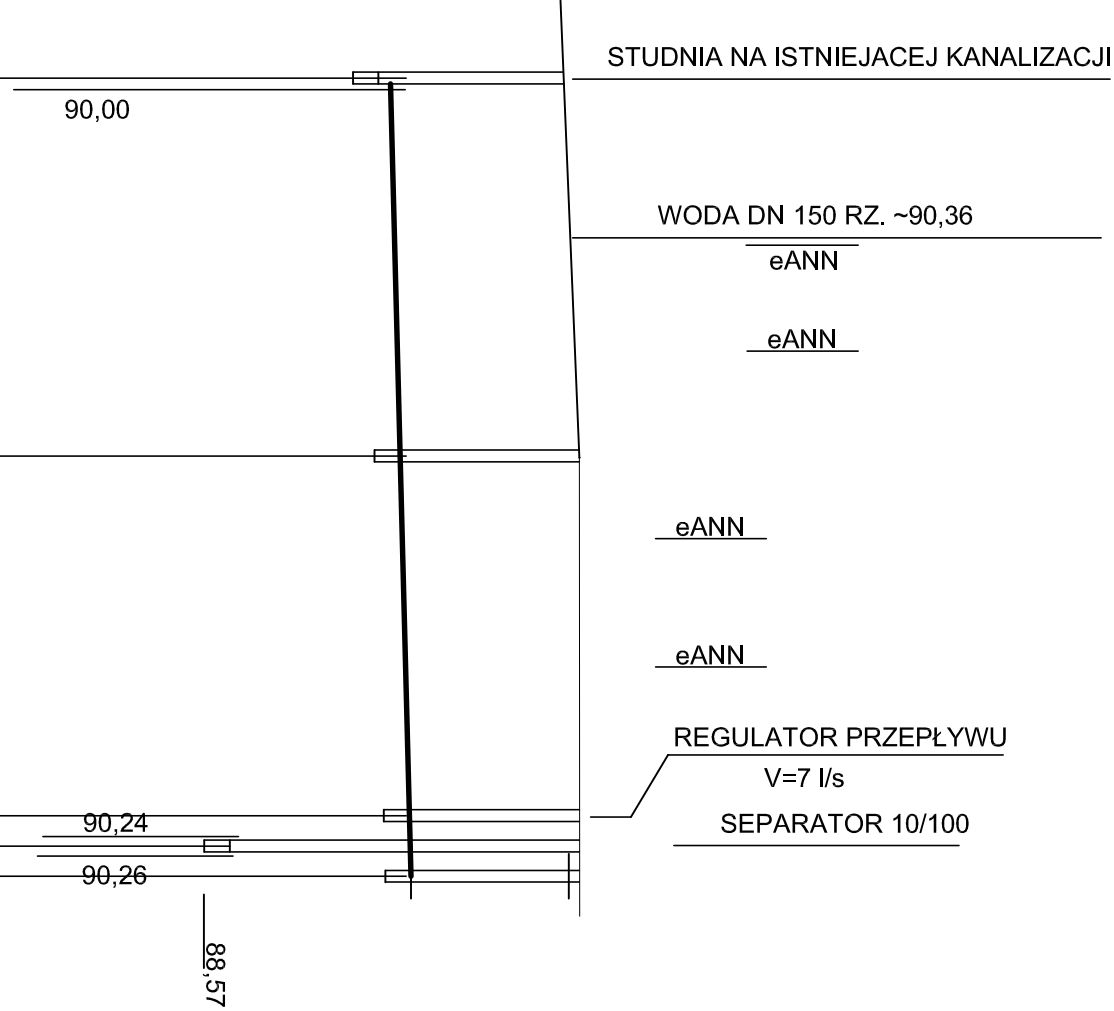 STUDNIA NA ISTNIEJACEJ KANALIZACJI
90,00
WODA DN 150 RZ. ~90,36
eANN
eANN
eANN
eANN
REGULATOR PRZEPŁYWU
V=7 l/s
90,24
SEPARATOR 10/100
90,26
88,57